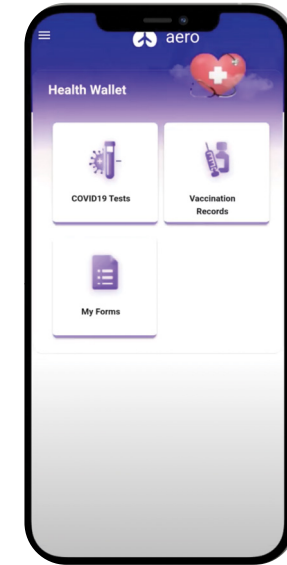 aero
Health Wallet
COVID19 Tests
Vaccination
Records
My Forms